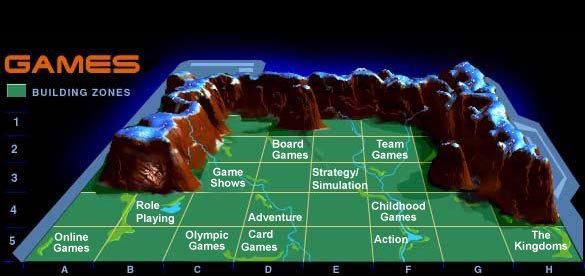 GAMES
BUILDING ZONES
1
2
Board
Games
Team
Games
3
Game
Shows
Strategy/
Simulation
4
Role
Playing
Adventure
Childhood
Games
5
Online
Games
Olympic
Games
Card
Games
Action
The
Kingdoms
A B C D E F G H